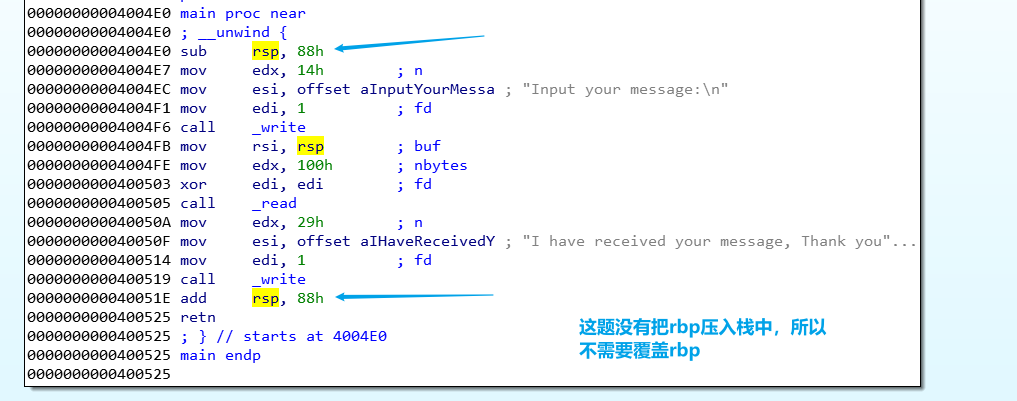 00000000004004E0 main proc near
00000000004004E0 ; __unwind {
00000000004004E0 sub rsp, 88h
00000000004004E7 mov edx, 14h ; n
00000000004004EC mov esi, offset aInputYourMessa ; "Input your message:\n"
00000000004004F1 mov edi, 1 ; fd
00000000004004F6 call _write
00000000004004FB mov rsi, rsp ; buf
00000000004004FE mov edx, 100h ; nbytes
0000000000400503 xor edi, edi ; fd
0000000000400505 call _read
000000000040050A mov edx, 29h ; n
000000000040050F mov esi, offset aIHaveReceivedY ; "I have received your message, Thank you"...
0000000000400514 mov edi, 1 ; fd
0000000000400519 call _write
000000000040051E add rsp, 88h
0000000000400525 retn
0000000000400525 ; } // starts at 4004E0
0000000000400525 main endp
0000000000400525
这题没有把rbp压入栈中，所以
不需要覆盖rbp